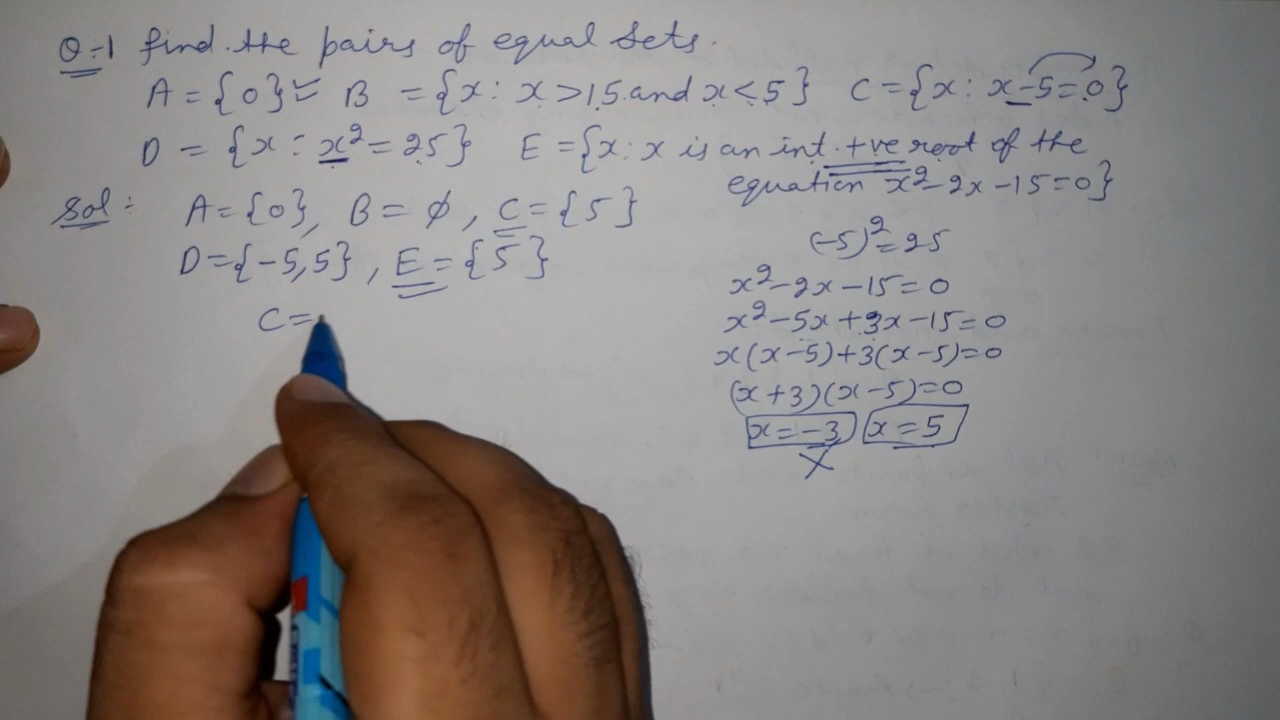 Q:-1 find the pairs of equal sets.
A = {0} B = {x: x > 15 and x < 5} C = {x: x-5=0}
D = {x: x² = 25} E = {x: x is an int. +ve root of the
equation x²-2x-15=0}
Sol: A = {0}, B = ϕ, C = {5}
D = {-5,5}, E = {5}
C =
(-5)² = 25
x²-2x-15=0
x²-5x+3x-15=0
x(x-5)+3(x-5)=0
(x+3)(x-5)=0
x=-3 x=5
X